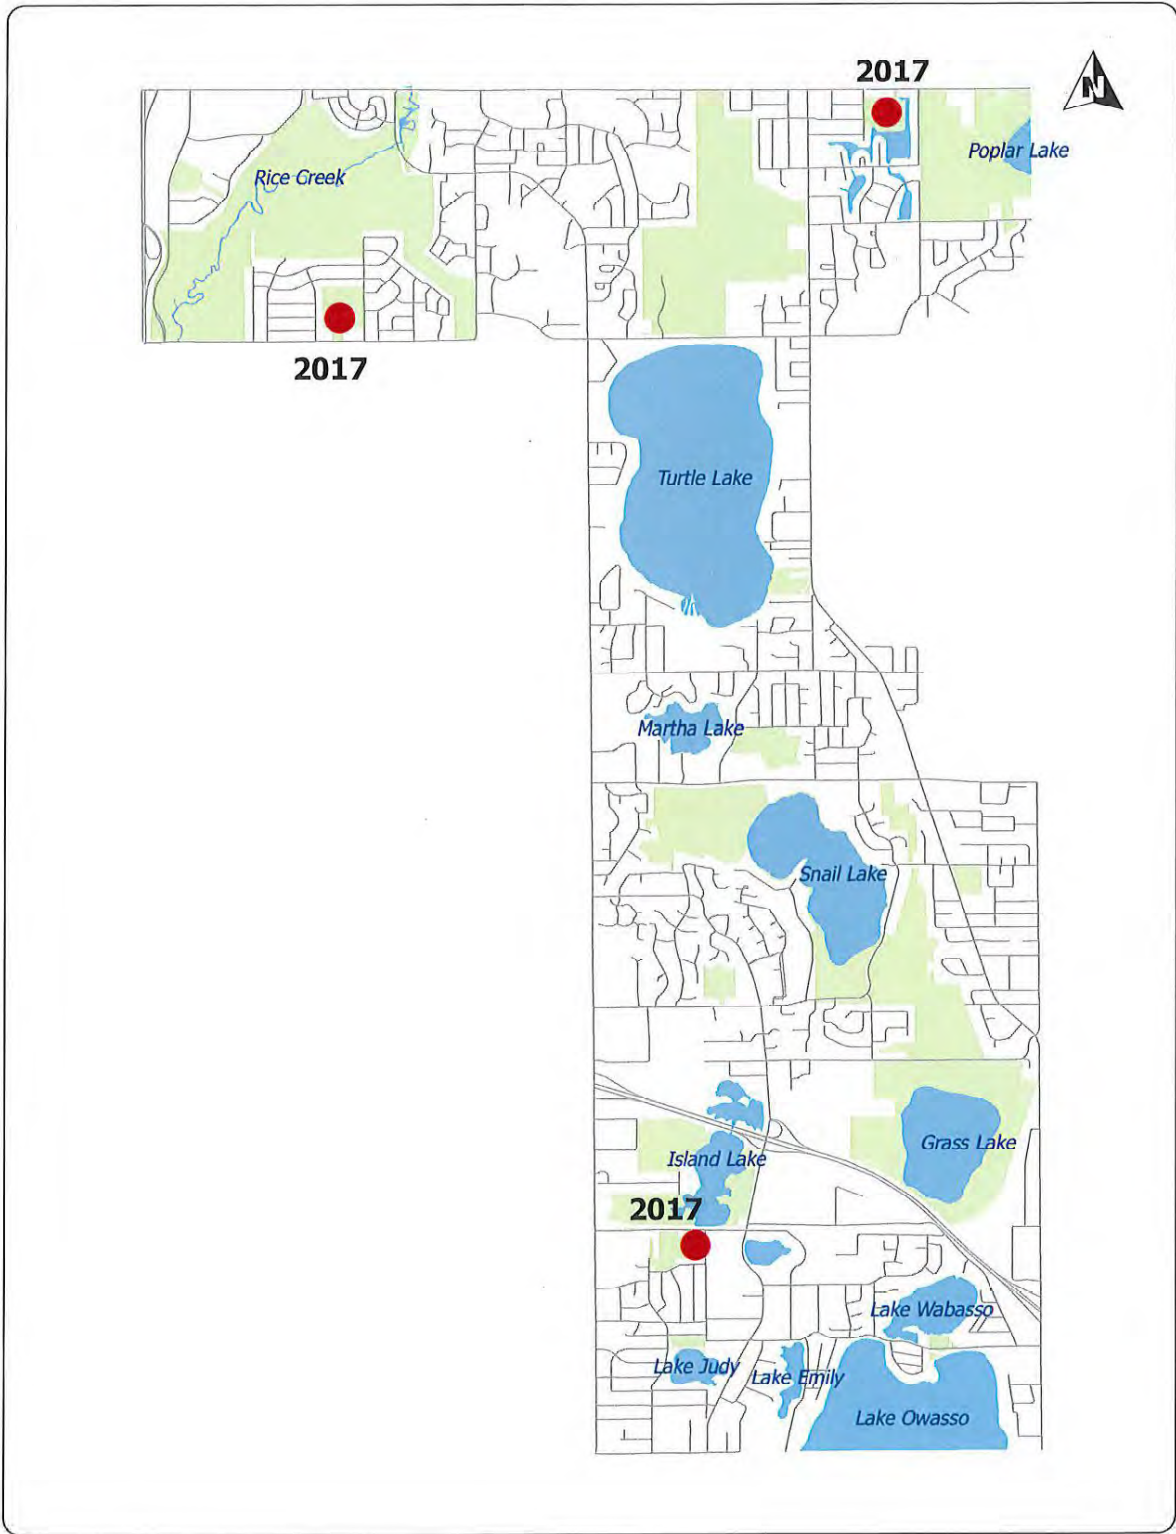 2017
N
Poplar Lake
Rice Greek
2017
Turtle Lake
Martha Lake
Snail Lake
Grass Lake
Island Lake
2017
Lake Wabasso
Lake Judy
Lake Emily
Lake Owasso